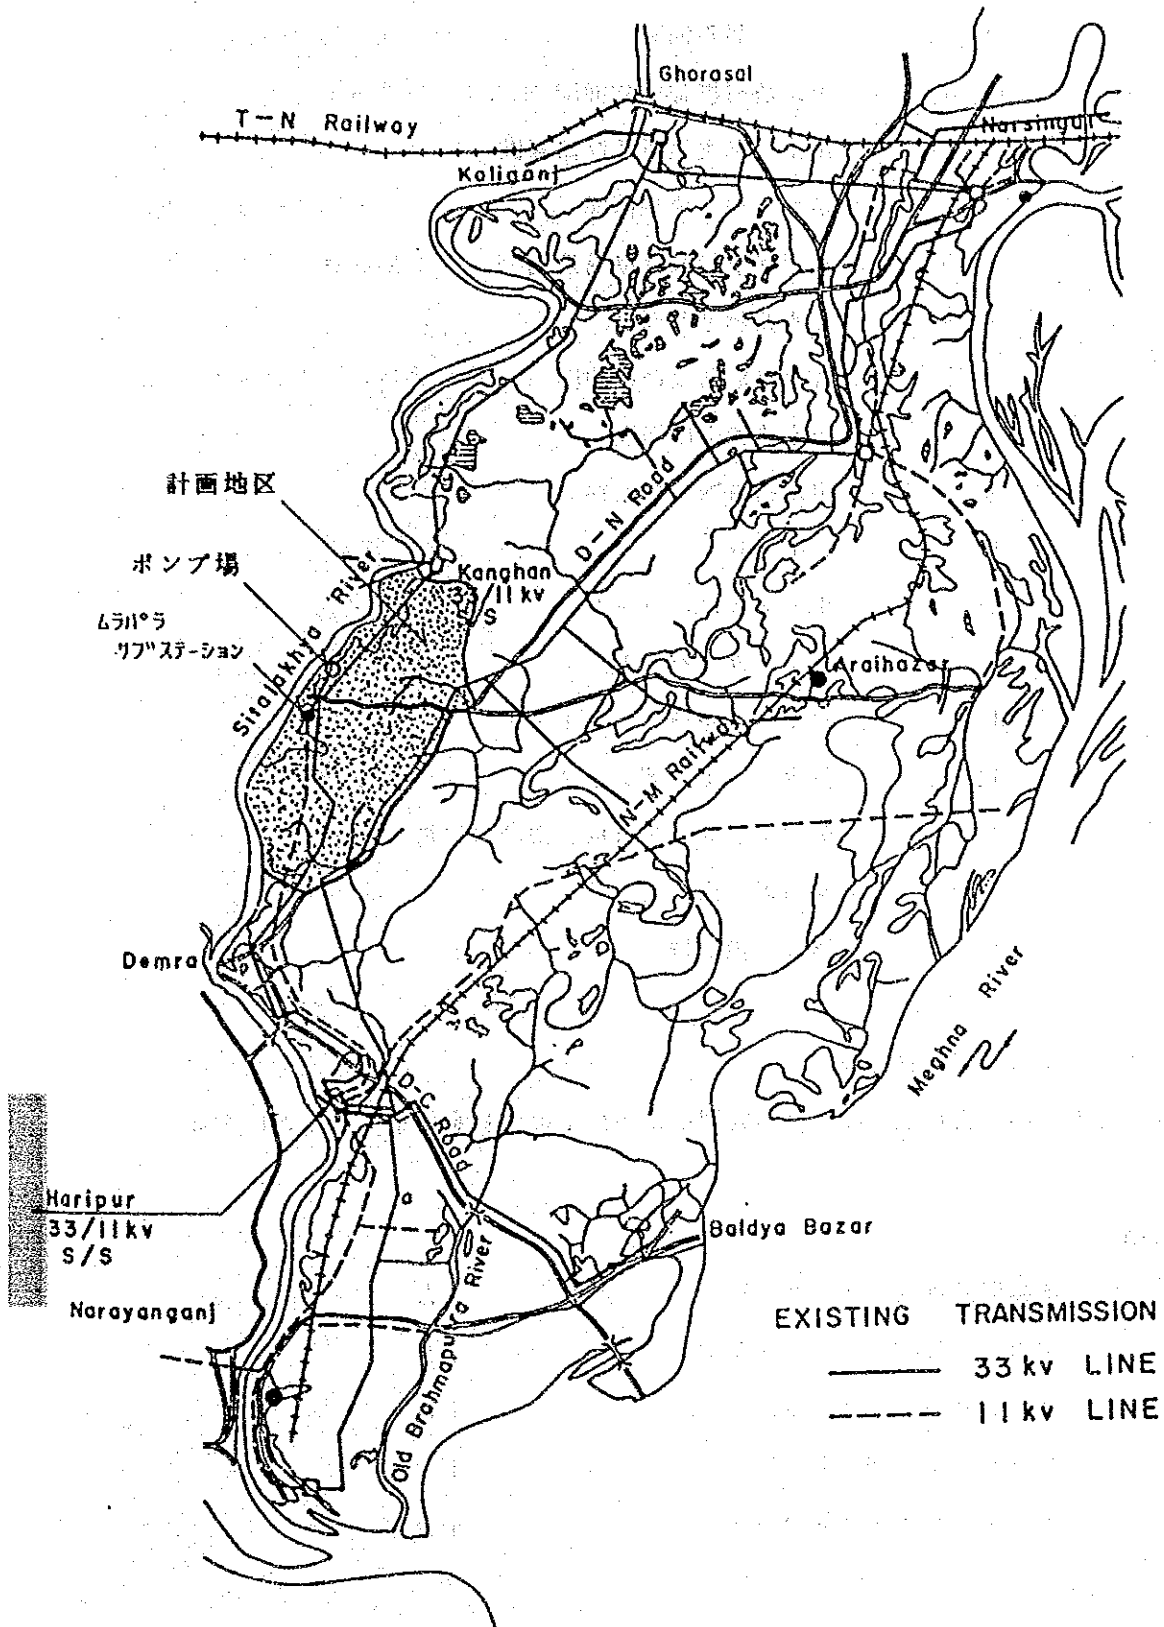 Ghorasal
T-N Railway
Narsingdi
Kaliganj
計画地区
D-N Road
ポンプ場
River
Kanghan
33/11 kv
S/S
ムラパラ
サブステーション
Sitalakhya
Araihazar
N-M Railway
Demra
River
Meghna
D-C Road
Haripur
33/11kv
S/S
Baidya Bazar
Narayanganj
Old Brahmaputra River
EXISTING TRANSMISSION
33 kv LINE
11 kv LINE